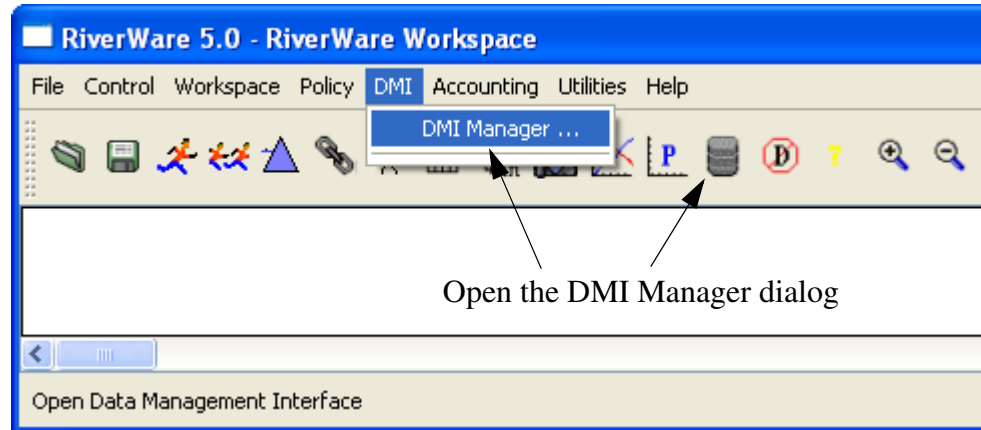 RiverWare 5.0 - RiverWare Workspace
File Control Workspace Policy DMI Accounting Utilities Help
DMI Manager ...
P D ?
Open the DMI Manager dialog
Open Data Management Interface